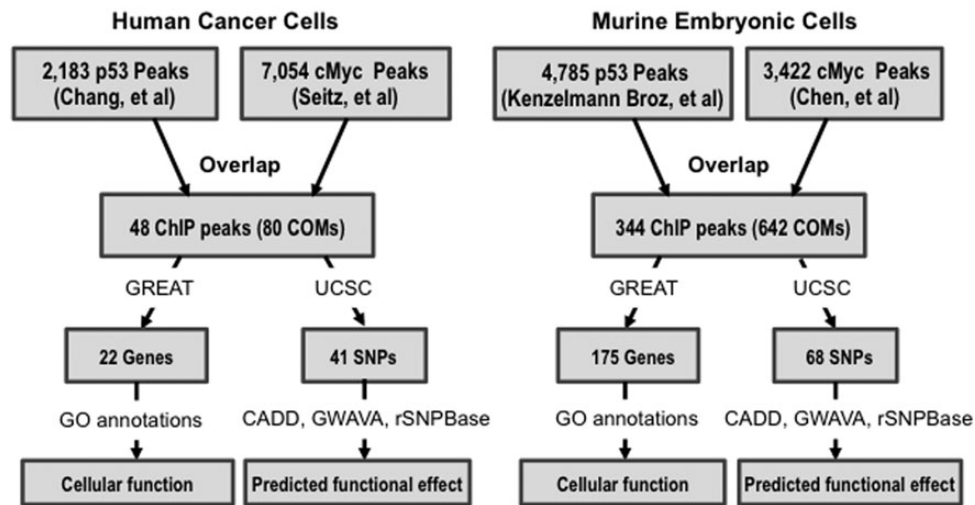 Human Cancer Cells
2,183 p53 Peaks
(Chang, et al)
7,054 cMyc Peaks
(Seitz, et al)
Overlap
48 ChIP peaks (80 COMs)
GREAT
UCSC
22 Genes
41 SNPs
GO annotations
CADD, GWAVA, rSNPBase
Cellular function
Predicted functional effect
Murine Embryonic Cells
4,785 p53 Peaks
(Kenzelmann Broz, et al)
3,422 cMyc Peaks
(Chen, et al)
Overlap
344 ChIP peaks (642 COMs)
GREAT
UCSC
175 Genes
68 SNPs
GO annotations
CADD, GWAVA, rSNPBase
Cellular function
Predicted functional effect